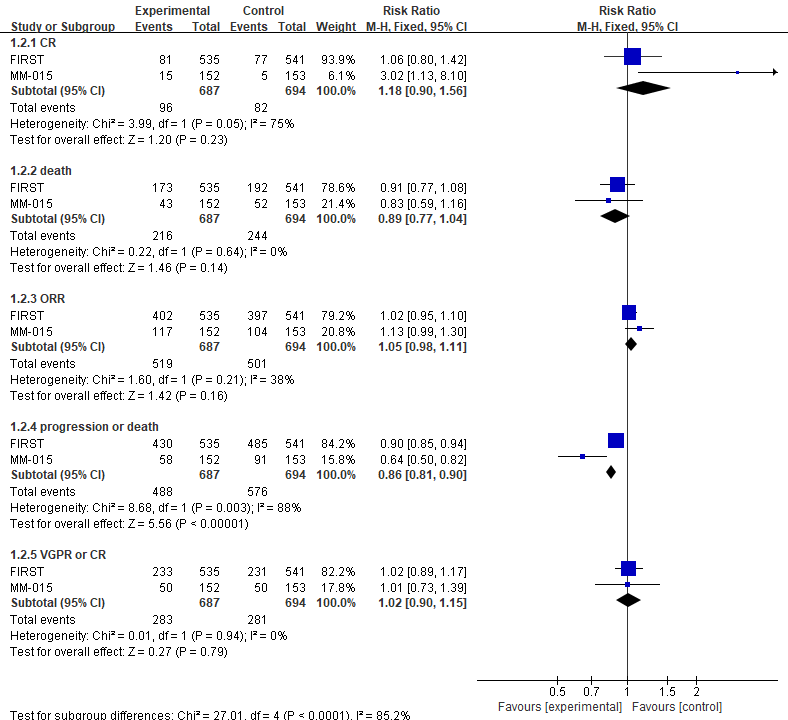 Experimental Control Risk Ratio Risk Ratio
Study or Subgroup Events Total Events Total Weight M-H, Fixed, 95% CI M-H, Fixed, 95% CI
1.2.1 CR
FIRST 81 535 77 541 93.9% 1.06 [0.80, 1.42]
MM-015 15 152 5 153 6.1% 3.02 [1.13, 8.10]
Subtotal (95% CI) 687 694 100.0% 1.18 [0.90, 1.56]
Total events 96 82
Heterogeneity: Chi² = 3.99, df = 1 (P = 0.05); I² = 75%
Test for overall effect: Z = 1.20 (P = 0.23)
1.2.2 death
FIRST 173 535 192 541 78.6% 0.91 [0.77, 1.08]
MM-015 43 152 52 153 21.4% 0.83 [0.59, 1.16]
Subtotal (95% CI) 687 694 100.0% 0.89 [0.77, 1.04]
Total events 216 244
Heterogeneity: Chi² = 0.22, df = 1 (P = 0.64); I² = 0%
Test for overall effect: Z = 1.46 (P = 0.14)
1.2.3 ORR
FIRST 402 535 397 541 79.2% 1.02 [0.95, 1.10]
MM-015 117 152 104 153 20.8% 1.13 [0.99, 1.30]
Subtotal (95% CI) 687 694 100.0% 1.05 [0.98, 1.11]
Total events 519 501
Heterogeneity: Chi² = 1.60, df = 1 (P = 0.21); I² = 38%
Test for overall effect: Z = 1.42 (P = 0.16)
1.2.4 progression or death
FIRST 430 535 485 541 84.2% 0.90 [0.85, 0.94]
MM-015 58 152 91 153 15.8% 0.64 [0.50, 0.82]
Subtotal (95% CI) 687 694 100.0% 0.86 [0.81, 0.90]
Total events 488 576
Heterogeneity: Chi² = 8.68, df = 1 (P = 0.003); I² = 88%
Test for overall effect: Z = 5.56 (P < 0.00001)
1.2.5 VGPR or CR
FIRST 233 535 231 541 82.2% 1.02 [0.89, 1.17]
MM-015 50 152 50 153 17.8% 1.01 [0.73, 1.39]
Subtotal (95% CI) 687 694 100.0% 1.02 [0.90, 1.15]
Total events 283 281
Heterogeneity: Chi² = 0.01, df = 1 (P = 0.94); I² = 0%
Test for overall effect: Z = 0.27 (P = 0.79)
0.5 0.7 1 1.5 2
Favours [experimental] Favours [control]
Test for subgroup differences: Chi² = 27.01, df = 4 (P < 0.0001), I² = 85.2%